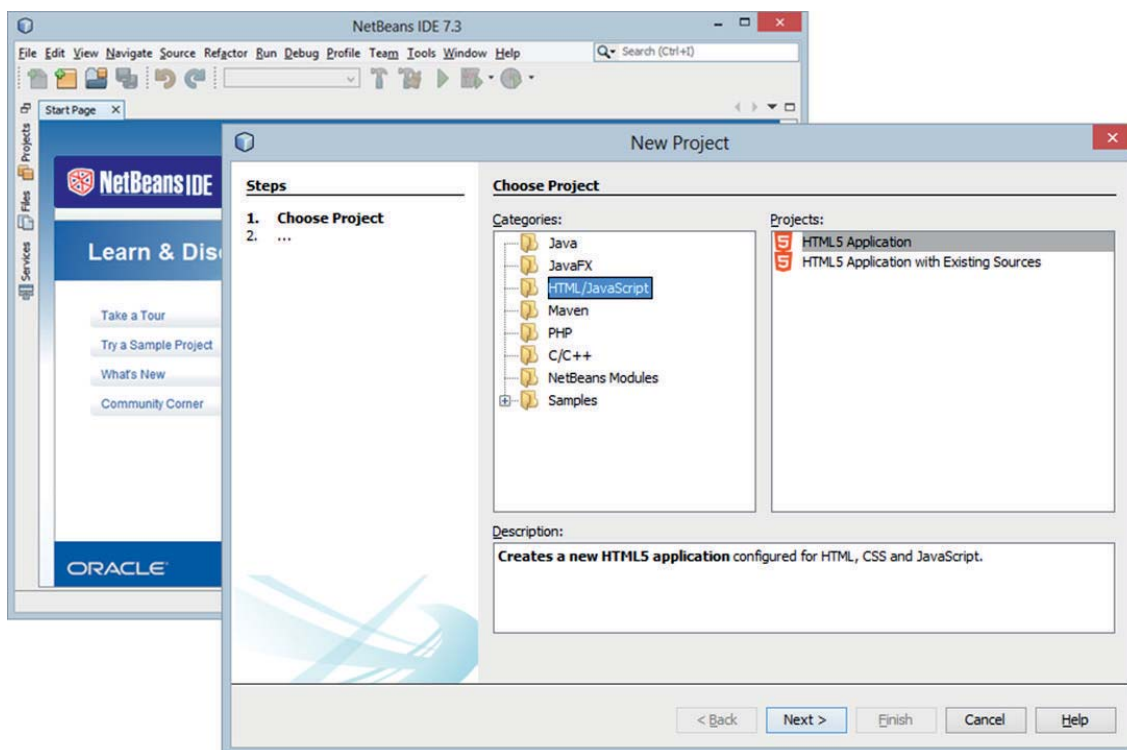 NetBeans IDE 7.3
File Edit View Navigate Source Refactor Run Debug Profile Team Tools Window Help
Search (Ctrl+I)
Start Page
Projects
Files
Services
NetBeans IDE
Learn & Dis
Take a Tour
Try a Sample Project
What's New
Community Corner
ORACLE
New Project
Steps
1. Choose Project
2. ...
Choose Project
Categories:
Java
JavaFX
HTML/JavaScript
Maven
PHP
C/C++
NetBeans Modules
Samples
Projects:
HTML5 Application
HTML5 Application with Existing Sources
Description:
Creates a new HTML5 application configured for HTML, CSS and JavaScript.
< Back
Next >
Finish
Cancel
Help